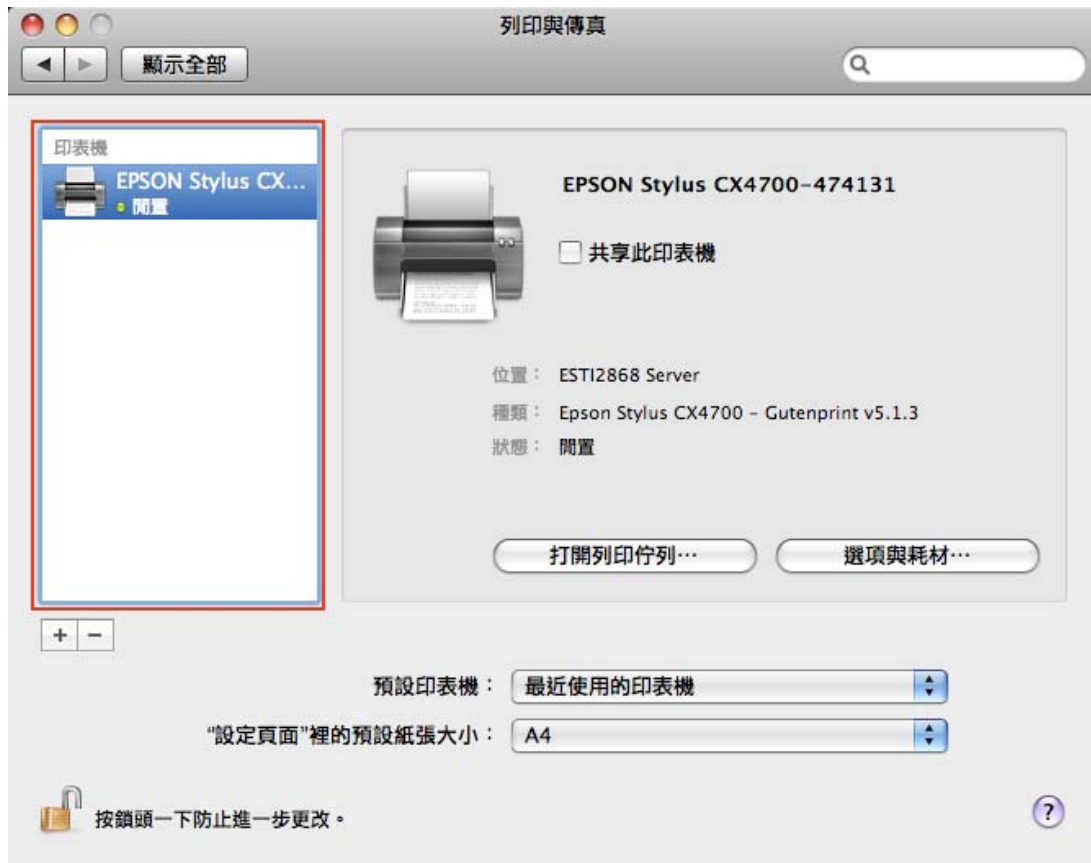 列印與傳真
顯示全部
印表機
EPSON Stylus CX...
閒置
EPSON Stylus CX4700-474131
共享此印表機
位置：ESTI2868 Server
種類：Epson Stylus CX4700 - Gutenprint v5.1.3
狀態：閒置
打開列印佇列…
選項與耗材…
+ −
預設印表機：最近使用的印表機
“設定頁面”裡的預設紙張大小：A4
按鎖頭一下防止進一步更改。
?